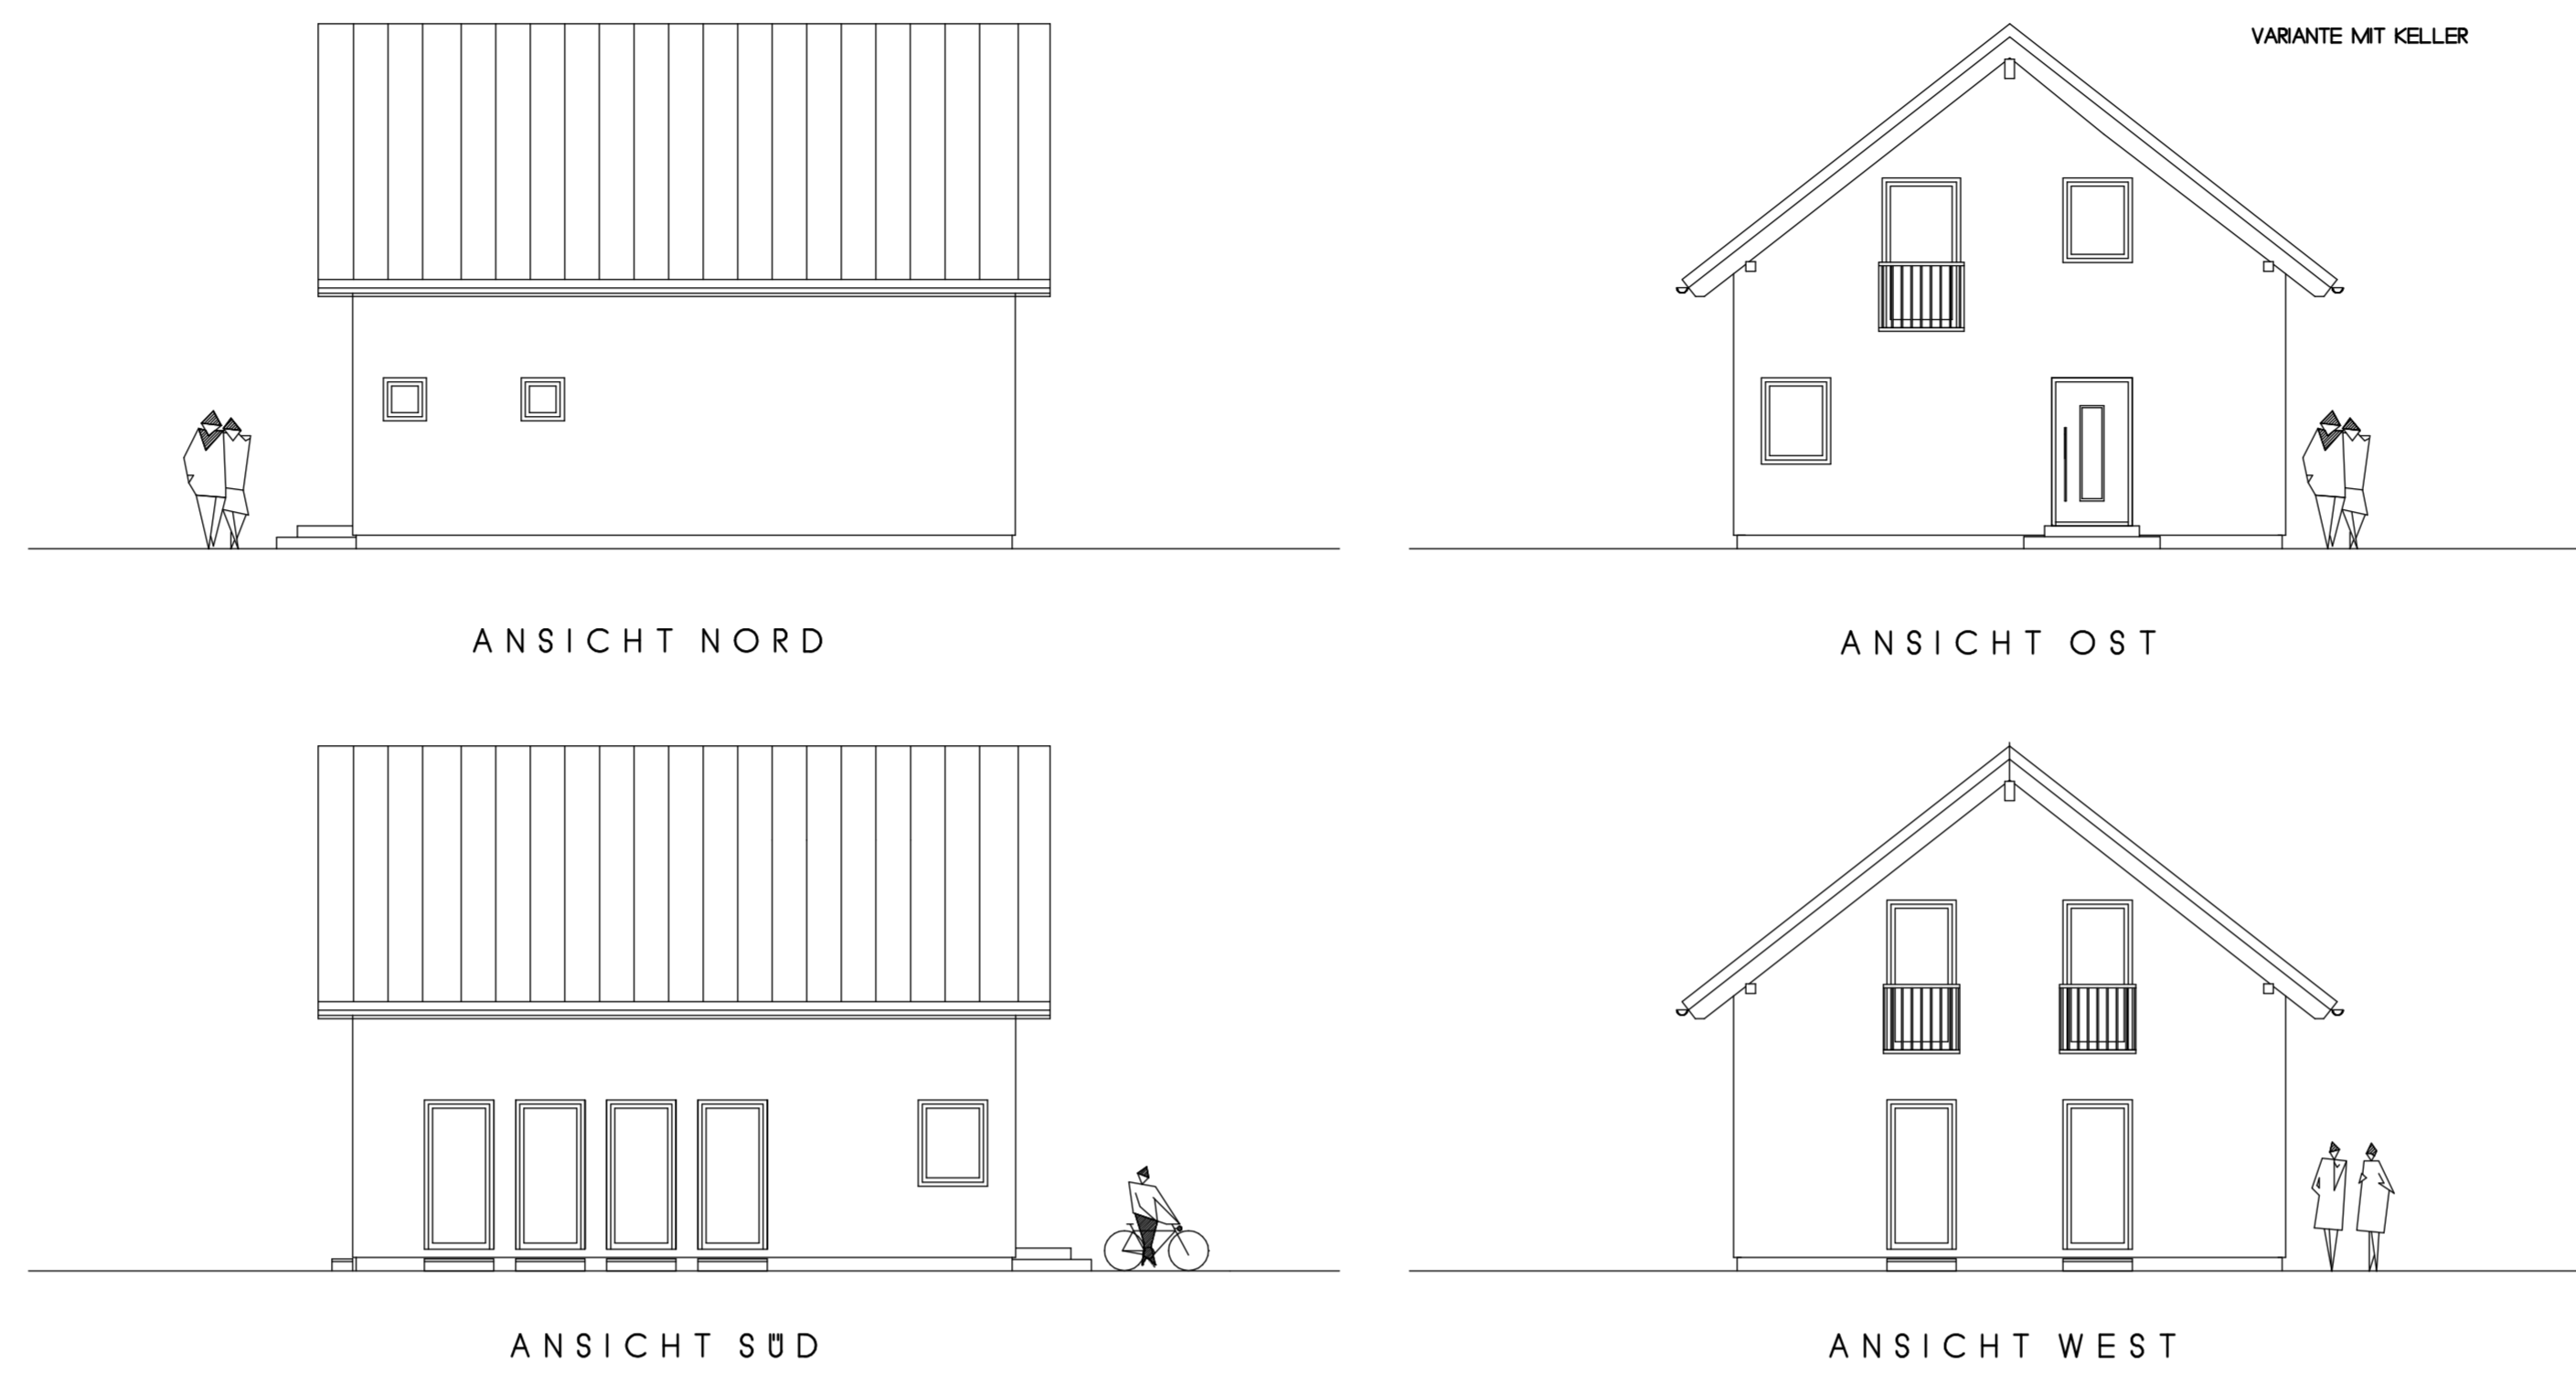 VARIANTE MIT KELLER
ANSICHT NORD
ANSICHT OST
ANSICHT SÜD
ANSICHT WEST